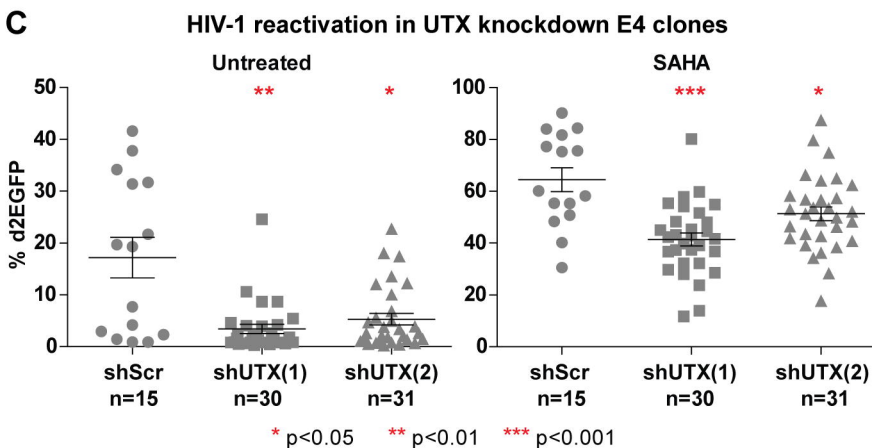 C
HIV-1 reactivation in UTX knockdown E4 clones
Untreated
SAHA
% d2EGFP
50
40
30
20
10
0
** *
100
80
60
40
20
0
*** *
shScr shUTX(1) shUTX(2)
n=15 n=30 n=31
shScr shUTX(1) shUTX(2)
n=15 n=30 n=31
* p<0.05 ** p<0.01 *** p<0.001